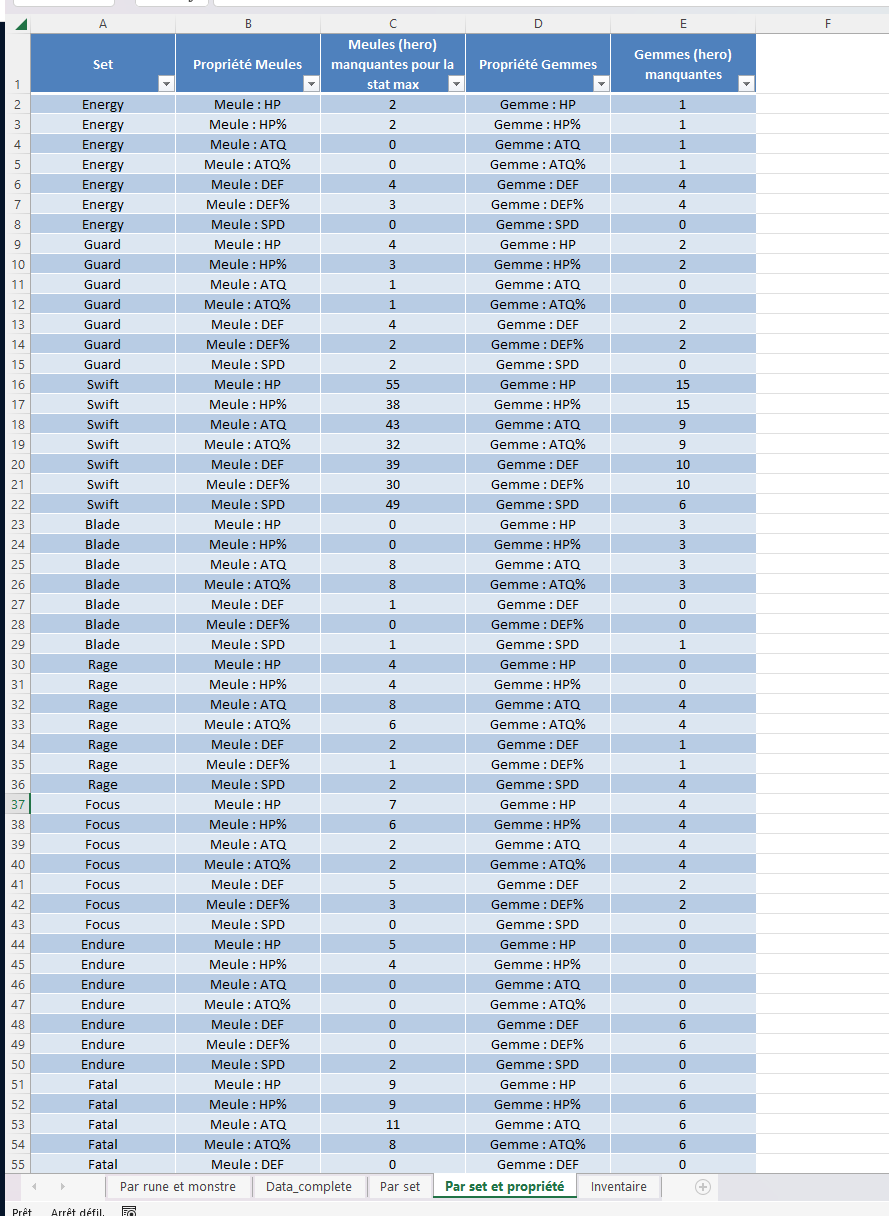 A B C D E F
1 Set Propriété Meules Meules (hero) manquantes pour la stat max Propriété Gemmes Gemmes (hero) manquantes
2 Energy Meule : HP 2 Gemme : HP 1
3 Energy Meule : HP% 2 Gemme : HP% 1
4 Energy Meule : ATQ 0 Gemme : ATQ 1
5 Energy Meule : ATQ% 0 Gemme : ATQ% 1
6 Energy Meule : DEF 4 Gemme : DEF 4
7 Energy Meule : DEF% 3 Gemme : DEF% 4
8 Energy Meule : SPD 0 Gemme : SPD 0
9 Guard Meule : HP 4 Gemme : HP 2
10 Guard Meule : HP% 3 Gemme : HP% 2
11 Guard Meule : ATQ 1 Gemme : ATQ 0
12 Guard Meule : ATQ% 1 Gemme : ATQ% 0
13 Guard Meule : DEF 4 Gemme : DEF 2
14 Guard Meule : DEF% 2 Gemme : DEF% 2
15 Guard Meule : SPD 2 Gemme : SPD 0
16 Swift Meule : HP 55 Gemme : HP 15
17 Swift Meule : HP% 38 Gemme : HP% 15
18 Swift Meule : ATQ 43 Gemme : ATQ 9
19 Swift Meule : ATQ% 32 Gemme : ATQ% 9
20 Swift Meule : DEF 39 Gemme : DEF 10
21 Swift Meule : DEF% 30 Gemme : DEF% 10
22 Swift Meule : SPD 49 Gemme : SPD 6
23 Blade Meule : HP 0 Gemme : HP 3
24 Blade Meule : HP% 0 Gemme : HP% 3
25 Blade Meule : ATQ 8 Gemme : ATQ 3
26 Blade Meule : ATQ% 8 Gemme : ATQ% 3
27 Blade Meule : DEF 1 Gemme : DEF 0
28 Blade Meule : DEF% 0 Gemme : DEF% 0
29 Blade Meule : SPD 1 Gemme : SPD 1
30 Rage Meule : HP 4 Gemme : HP 0
31 Rage Meule : HP% 4 Gemme : HP% 0
32 Rage Meule : ATQ 8 Gemme : ATQ 4
33 Rage Meule : ATQ% 6 Gemme : ATQ% 4
34 Rage Meule : DEF 2 Gemme : DEF 1
35 Rage Meule : DEF% 1 Gemme : DEF% 1
36 Rage Meule : SPD 2 Gemme : SPD 4
37 Focus Meule : HP 7 Gemme : HP 4
38 Focus Meule : HP% 6 Gemme : HP% 4
39 Focus Meule : ATQ 2 Gemme : ATQ 4
40 Focus Meule : ATQ% 2 Gemme : ATQ% 4
41 Focus Meule : DEF 5 Gemme : DEF 2
42 Focus Meule : DEF% 3 Gemme : DEF% 2
43 Focus Meule : SPD 0 Gemme : SPD 0
44 Endure Meule : HP 5 Gemme : HP 0
45 Endure Meule : HP% 4 Gemme : HP% 0
46 Endure Meule : ATQ 0 Gemme : ATQ 0
47 Endure Meule : ATQ% 0 Gemme : ATQ% 0
48 Endure Meule : DEF 0 Gemme : DEF 6
49 Endure Meule : DEF% 0 Gemme : DEF% 6
50 Endure Meule : SPD 2 Gemme : SPD 0
51 Fatal Meule : HP 9 Gemme : HP 6
52 Fatal Meule : HP% 9 Gemme : HP% 6
53 Fatal Meule : ATQ 11 Gemme : ATQ 6
54 Fatal Meule : ATQ% 8 Gemme : ATQ% 6
55 Fatal Meule : DEF 0 Gemme : DEF 0
Par rune et monstre Data_complete Par set Par set et propriété Inventaire
Prêt Arrêt défil.